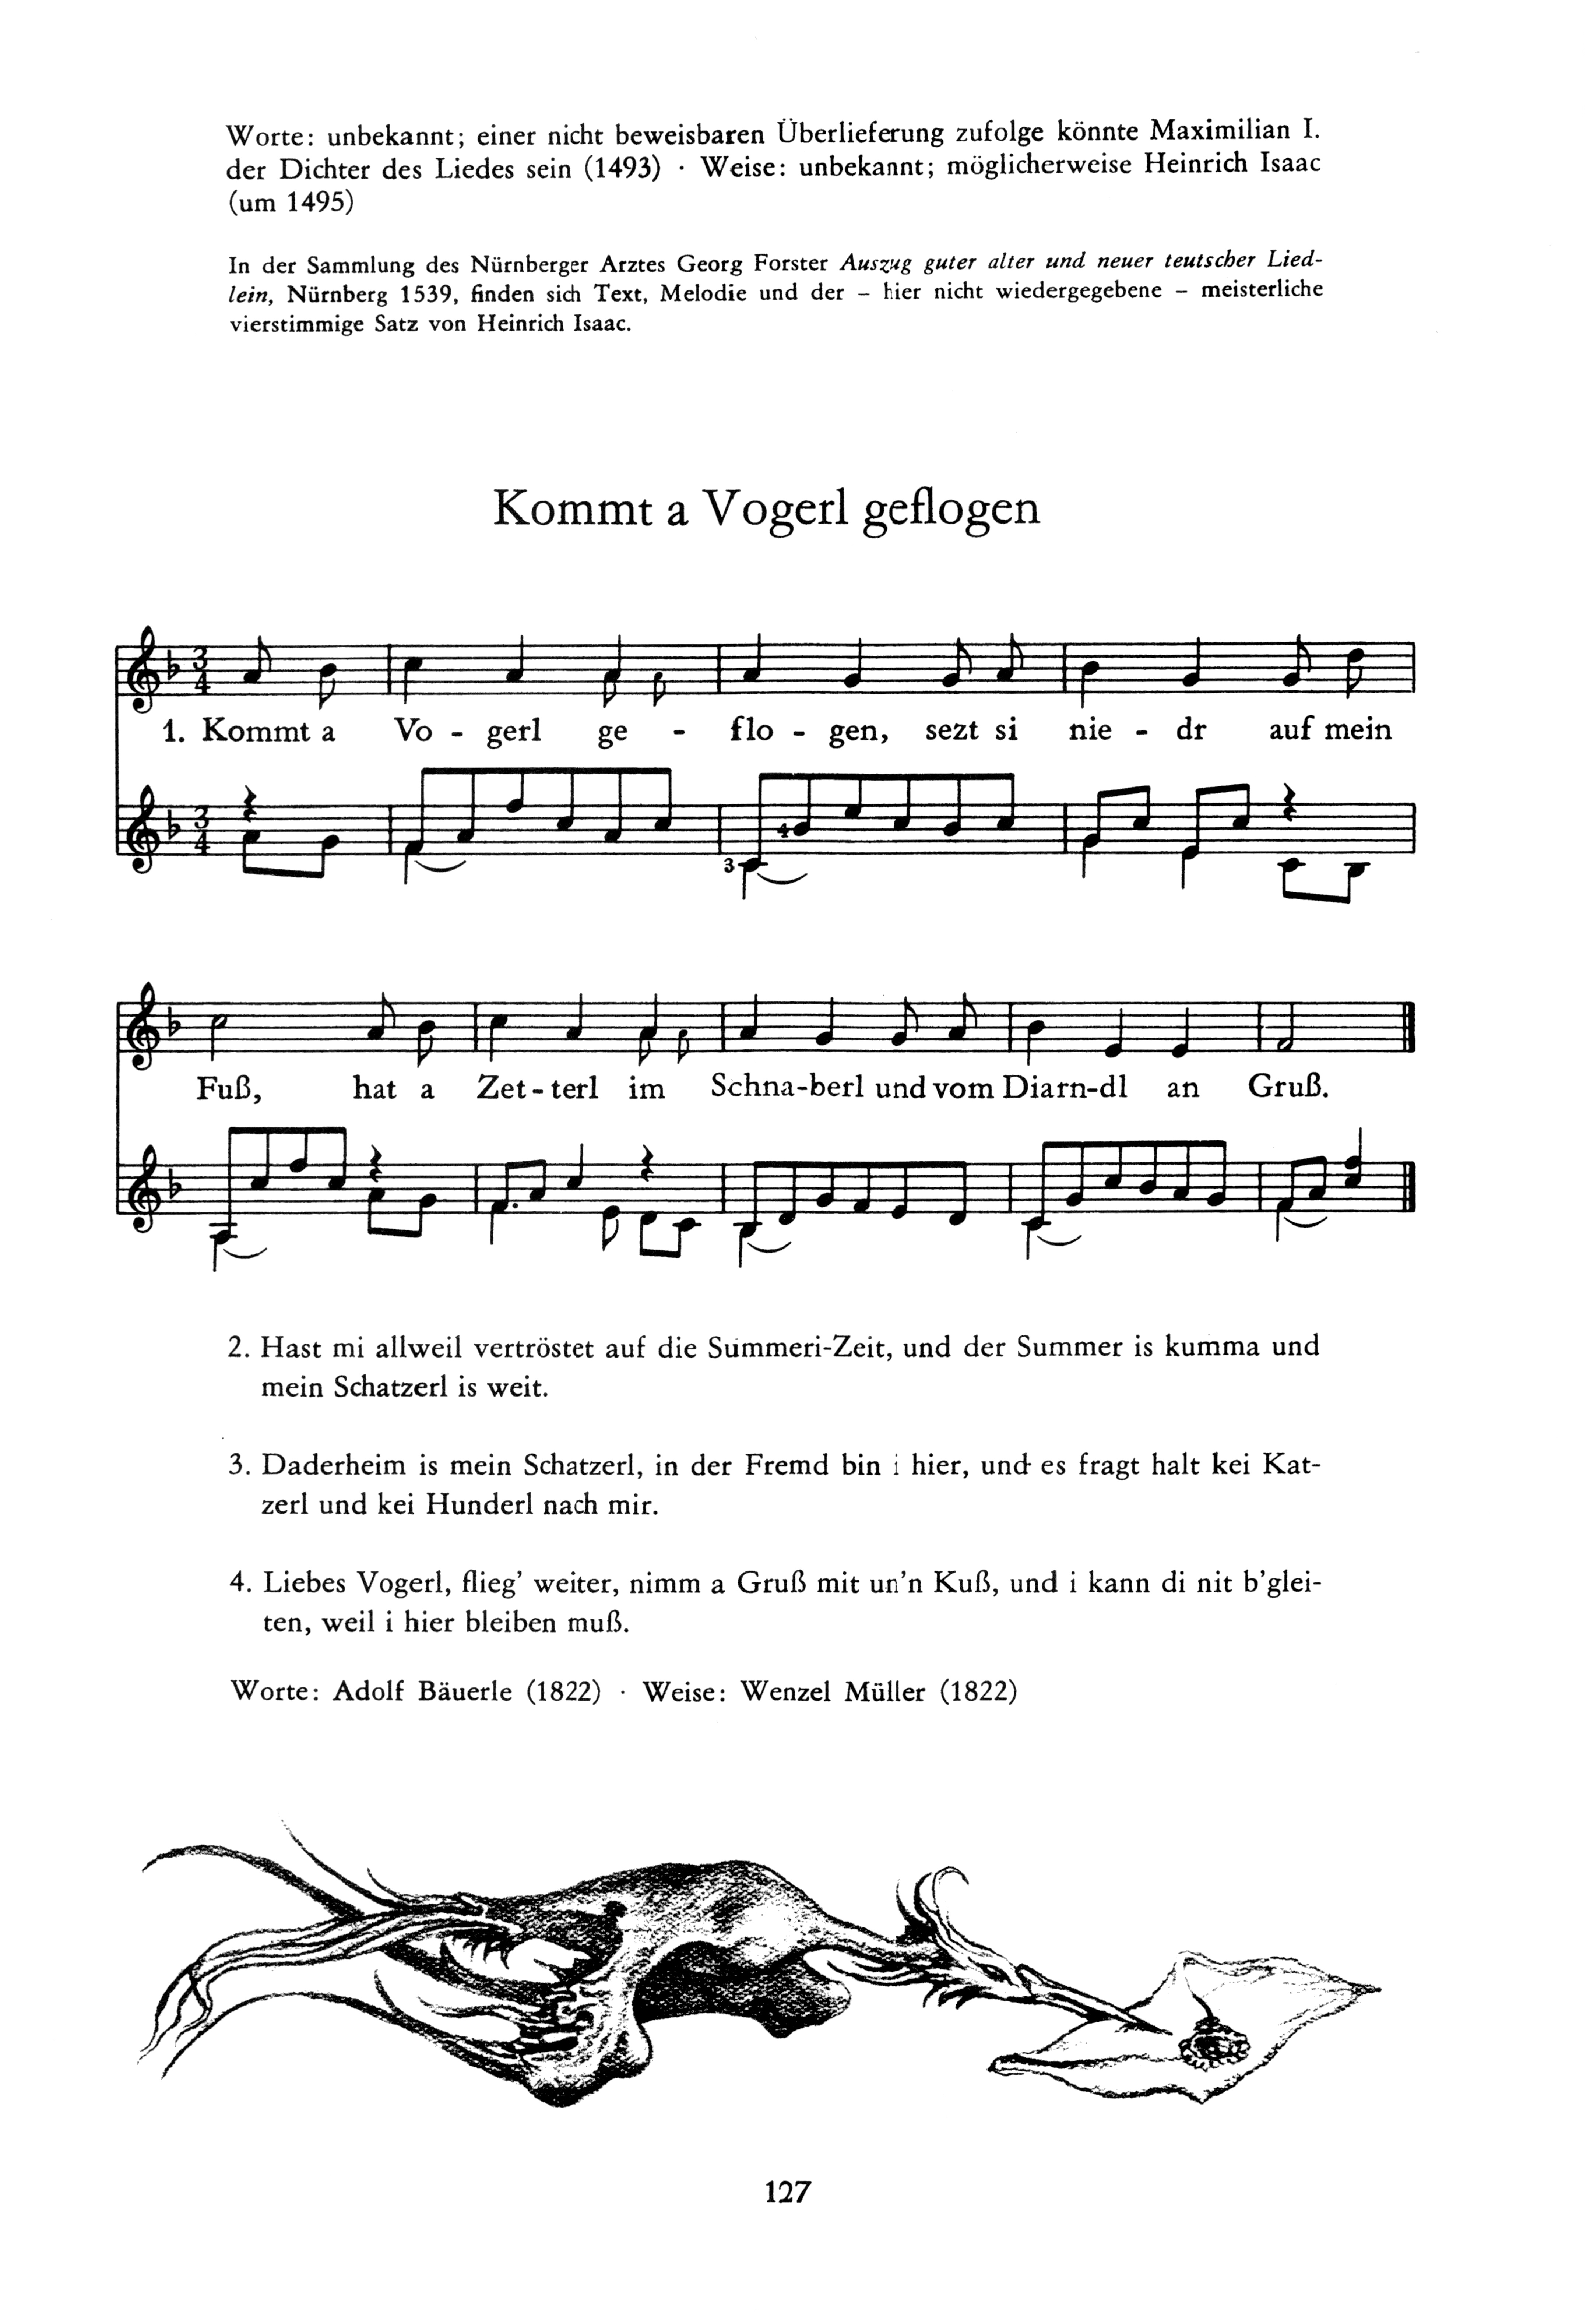 Worte: unbekannt; einer nicht beweisbaren Überlieferung zufolge könnte Maximilian I.
der Dichter des Liedes sein (1493) · Weise: unbekannt; möglicherweise Heinrich Isaac
(um 1495)
In der Sammlung des Nürnberger Arztes Georg Forster Auszug guter alter und neuer teutscher Lied-
lein, Nürnberg 1539, finden sich Text, Melodie und der – hier nicht wiedergegebene – meisterliche
vierstimmige Satz von Heinrich Isaac.
Kommt a Vogerl geflogen
3
4
1. Kommt a Vo - gerl ge - flo - gen, sezt si nie - dr auf mein
3
4
4
3
Fuß, hat a Zet - terl im Schna-berl und vom Diarn-dl an Gruß.
2. Hast mi allweil vertröstet auf die Summeri-Zeit, und der Summer is kumma und
mein Schatzerl is weit.
3. Daderheim is mein Schatzerl, in der Fremd bin i hier, und es fragt halt kei Kat-
zerl und kei Hunderl nach mir.
4. Liebes Vogerl, flieg’ weiter, nimm a Gruß mit un’n Kuß, und i kann di nit b’glei-
ten, weil i hier bleiben muß.
Worte: Adolf Bäuerle (1822) · Weise: Wenzel Müller (1822)
127